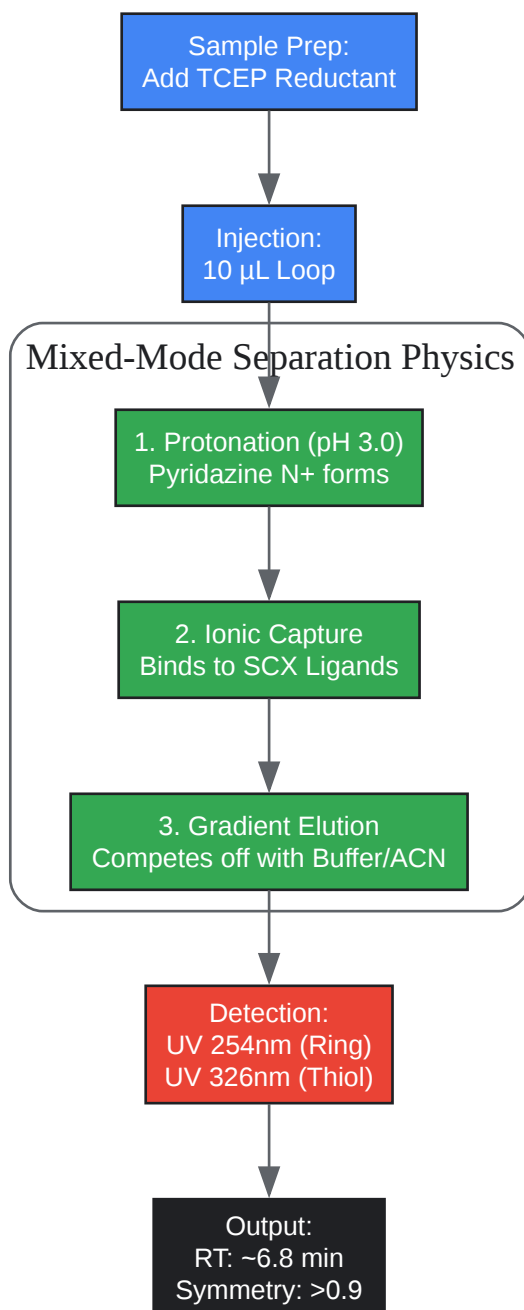 Sample Prep:
Add TCEP Reductant
Injection:
10 µL Loop
Mixed-Mode Separation Physics
1. Protonation (pH 3.0)
Pyridazine N+ forms
2. Ionic Capture
Binds to SCX Ligands
3. Gradient Elution
Competes off with Buffer/ACN
Detection:
UV 254nm (Ring)
UV 326nm (Thiol)
Output:
RT: ~6.8 min
Symmetry: >0.9